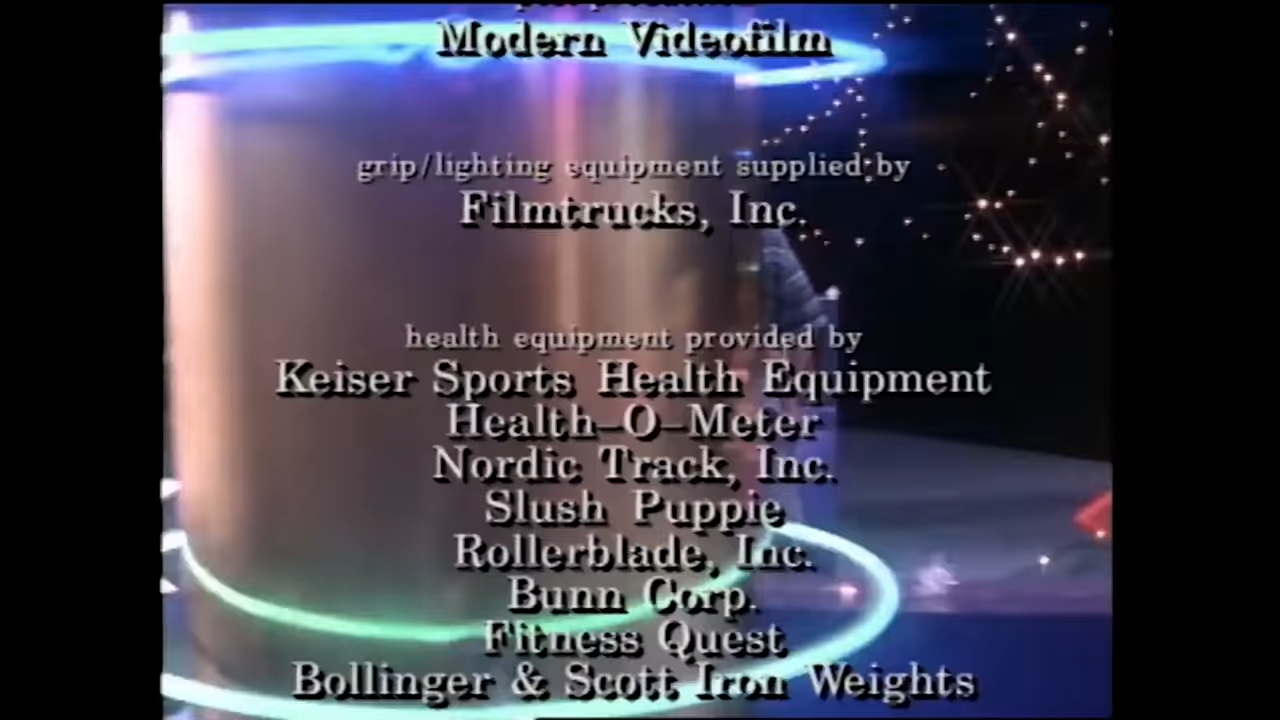 Modern Videofilm
grip/lighting equipment supplied by
Filmtrucks, Inc.
health equipment provided by
Keiser Sports Health Equipment
Health-O-Meter
Nordic Track, Inc.
Slush Puppie
Rollerblade, Inc.
Bunn Corp.
Fitness Quest
Bollinger & Scott Iron Weights